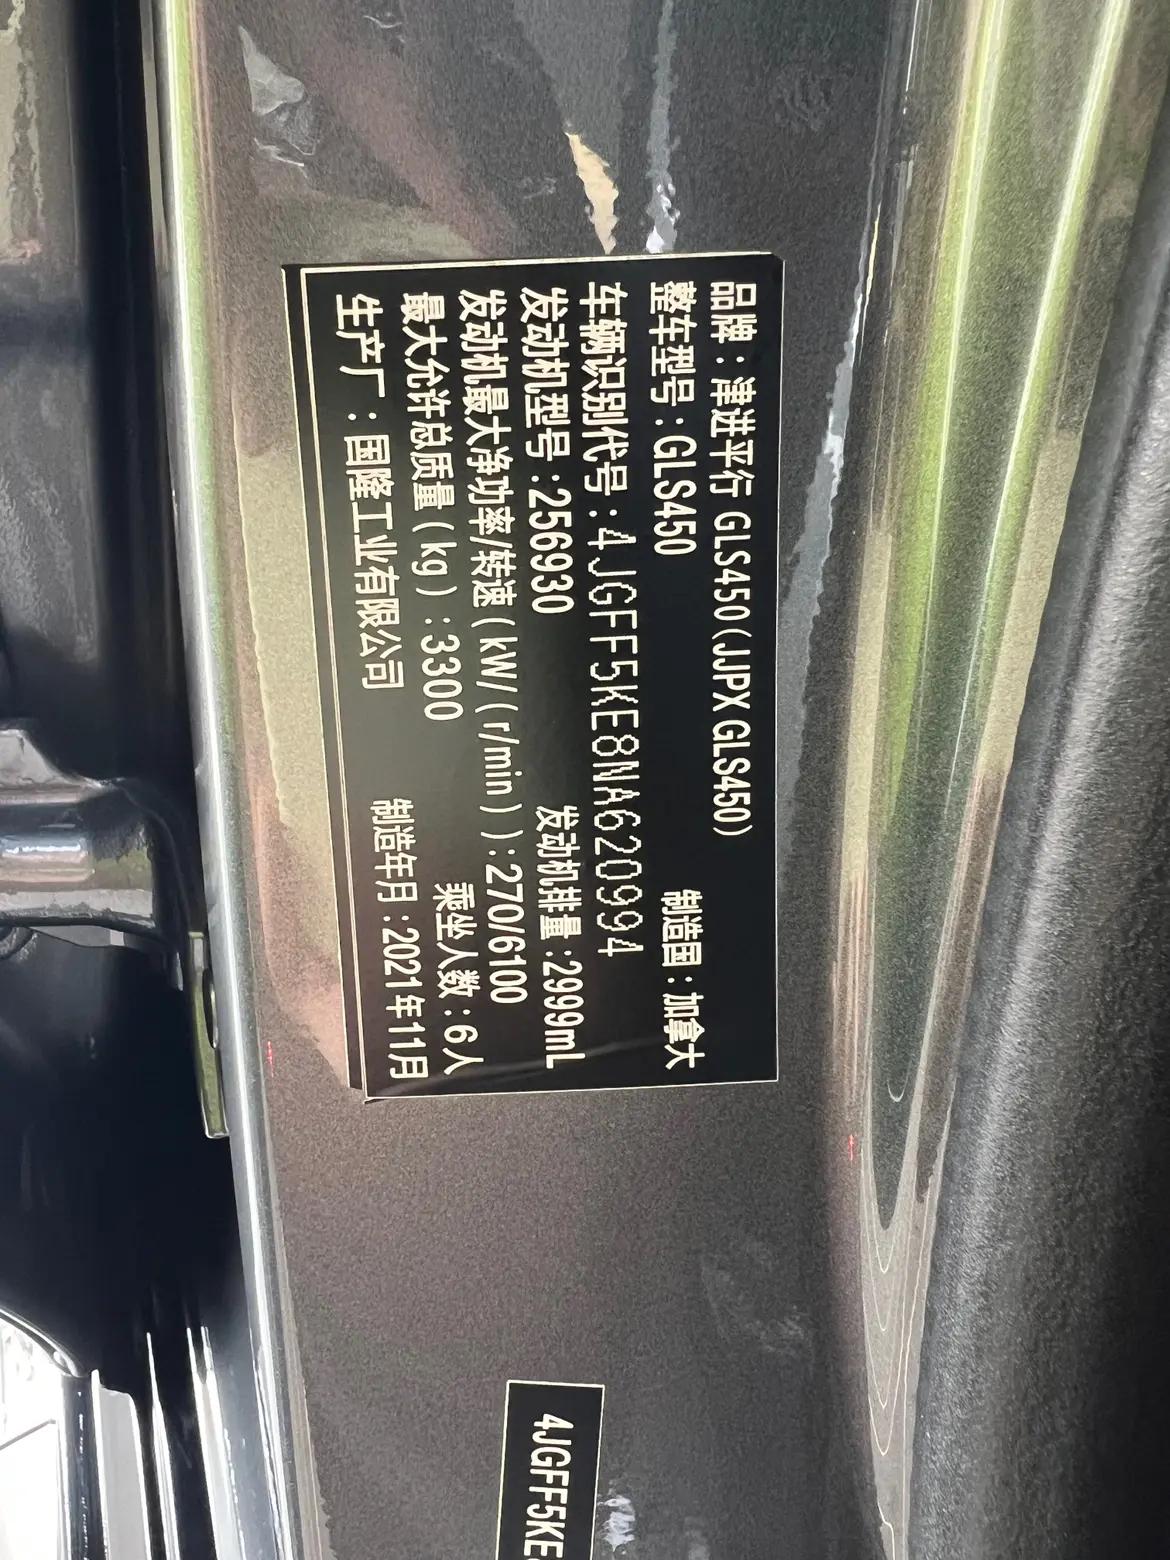 品牌：津进平行 GLS450(JJPX GLS450)
整车型号：GLS450 制造国：加拿大
车辆识别代号：4JGFF5KE8NA620994
发动机型号：256930 发动机排量：2999mL
发动机最大净功率/转速(kW/(r/min))：270/6100
最大允许总质量(kg)：3300 乘坐人数：6人
生产厂：国隆工业有限公司 制造年月：2021年11月
4JGFF5KE